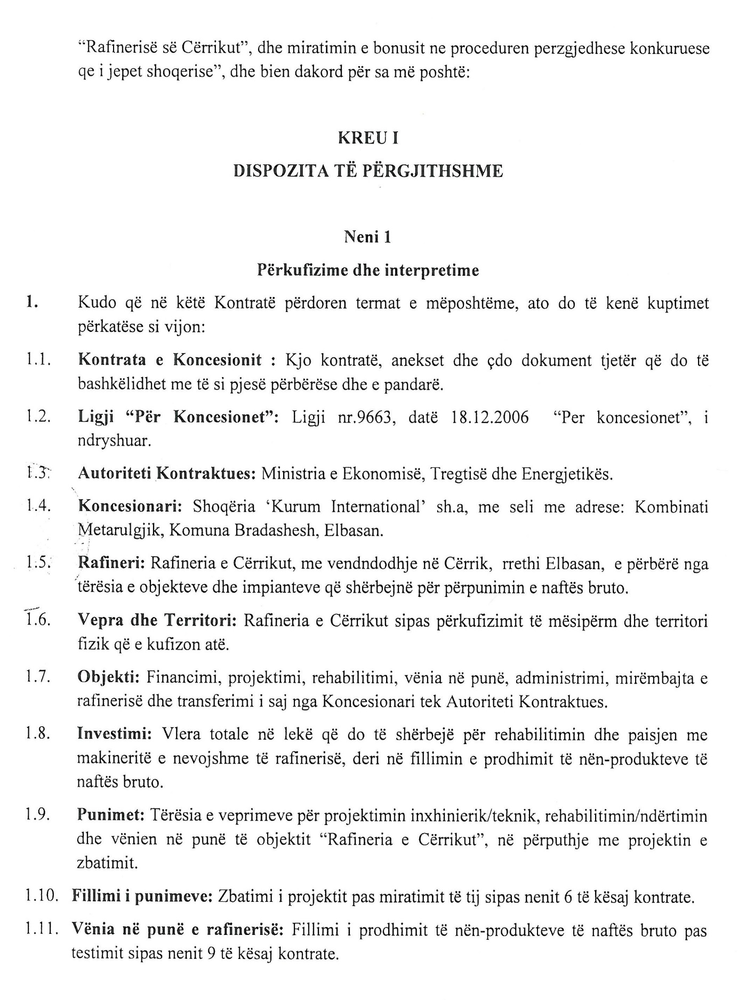 “Rafinerisë së Cërrikut”, dhe miratimin e bonusit ne proceduren perzgjedhese konkuruese
qe i jepet shoqerise”, dhe bien dakord për sa më poshtë:
KREU I
DISPOZITA TË PËRGJITHSHME
Neni 1
Përkufizime dhe interpretime
1. Kudo që në këtë Kontratë përdoren termat e mëposhtëme, ato do të kenë kuptimet
përkatëse si vijon:
1.1. Kontrata e Koncesionit : Kjo kontratë, anekset dhe çdo dokument tjetër që do të
bashkëlidhet me të si pjesë përbërëse dhe e pandarë.
1.2. Ligji “Për Koncesionet”: Ligji nr.9663, datë 18.12.2006 “Per koncesionet”, i
ndryshuar.
1.3. Autoriteti Kontraktues: Ministria e Ekonomisë, Tregtisë dhe Energjetikës.
1.4. Koncesionari: Shoqëria ‘Kurum International’ sh.a, me seli me adrese: Kombinati
Metarulgjik, Komuna Bradashesh, Elbasan.
1.5. Rafineri: Rafineria e Cërrikut, me vendndodhje në Cërrik, rrethi Elbasan, e përbërë nga
tërësia e objekteve dhe impianteve që shërbejnë për përpunimin e naftës bruto.
1.6. Vepra dhe Territori: Rafineria e Cërrikut sipas përkufizimit të mësipërm dhe territori
fizik që e kufizon atë.
1.7. Objekti: Financimi, projektimi, rehabilitimi, vënia në punë, administrimi, mirëmbajta e
rafinerisë dhe transferimi i saj nga Koncesionari tek Autoriteti Kontraktues.
1.8. Investimi: Vlera totale në lekë që do të shërbejë për rehabilitimin dhe paisjen me
makineritë e nevojshme të rafinerisë, deri në fillimin e prodhimit të nën-produkteve të
naftës bruto.
1.9. Punimet: Tërësia e veprimeve për projektimin inxhinierik/teknik, rehabilitimin/ndërtimin
dhe vënien në punë të objektit “Rafineria e Cërrikut”, në përputhje me projektin e
zbatimit.
1.10. Fillimi i punimeve: Zbatimi i projektit pas miratimit të tij sipas nenit 6 të kësaj kontrate.
1.11. Vënia në punë e rafinerisë: Fillimi i prodhimit të nën-produkteve të naftës bruto pas
testimit sipas nenit 9 të kësaj kontrate.